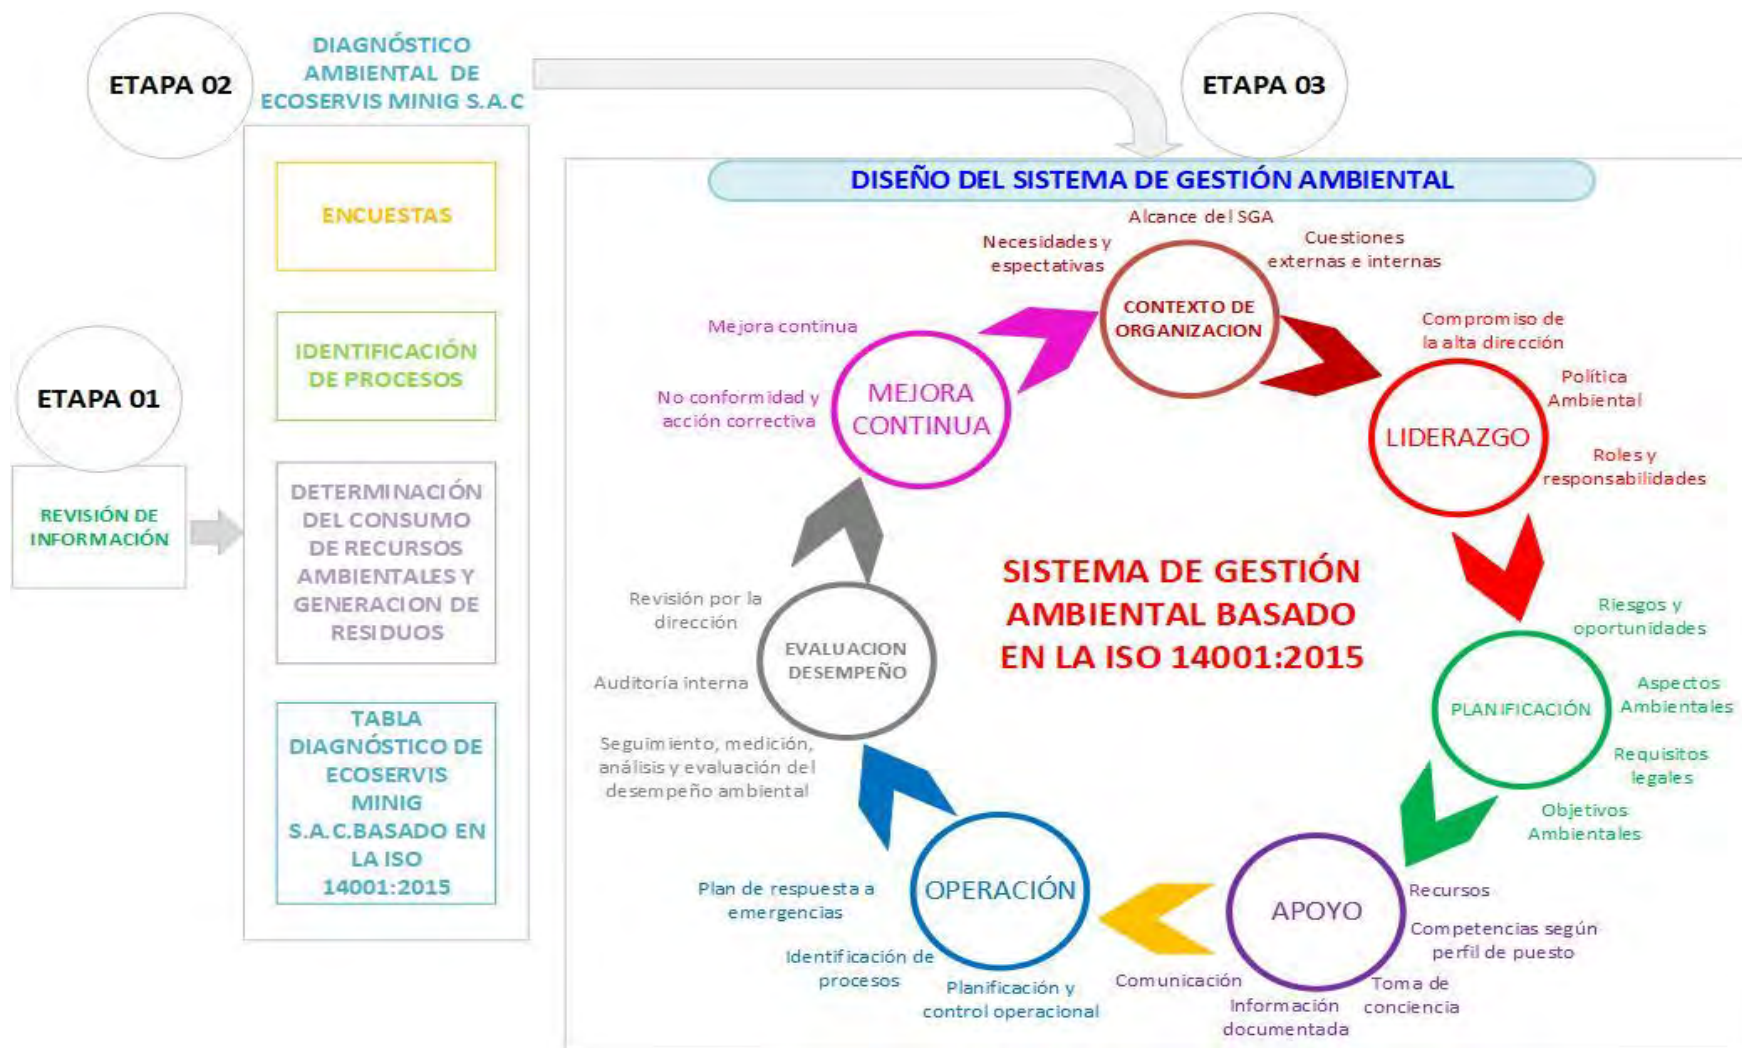 ETAPA 01
REVISIÓN DE
INFORMACIÓN
ETAPA 02
DIAGNÓSTICO
AMBIENTAL DE
ECOSERVIS MINIG S.A.C
ENCUESTAS
IDENTIFICACIÓN
DE PROCESOS
DETERMINACIÓN
DEL CONSUMO
DE RECURSOS
AMBIENTALES Y
GENERACION DE
RESIDUOS
TABLA
DIAGNÓSTICO DE
ECOSERVIS
MINIG
S.A.C.BASADO EN
LA ISO
14001:2015
ETAPA 03
DISEÑO DEL SISTEMA DE GESTIÓN AMBIENTAL
Necesidades y
espectativas
Alcance del SGA
Cuestiones
externas e internas
CONTEXTO DE
ORGANIZACION
Compromiso de
la alta dirección
Política
Ambiental
Roles y
responsabilidades
LIDERAZGO
Riesgos y
oportunidades
Aspectos
Ambientales
Requisitos
legales
Objetivos
Ambientales
PLANIFICACIÓN
Recursos
Competencias según
perfil de puesto
Toma de
conciencia
Información
documentada
Comunicación
APOYO
Planificación y
control operacional
Identificación de
procesos
Plan de respuesta a
emergencias
OPERACIÓN
Seguimiento, medición,
análisis y evaluación del
desempeño ambiental
Auditoría interna
Revisión por la
dirección
EVALUACION
DESEMPEÑO
No conformidad y
acción correctiva
Mejora continua
MEJORA
CONTINUA
SISTEMA DE GESTIÓN
AMBIENTAL BASADO
EN LA ISO 14001:2015